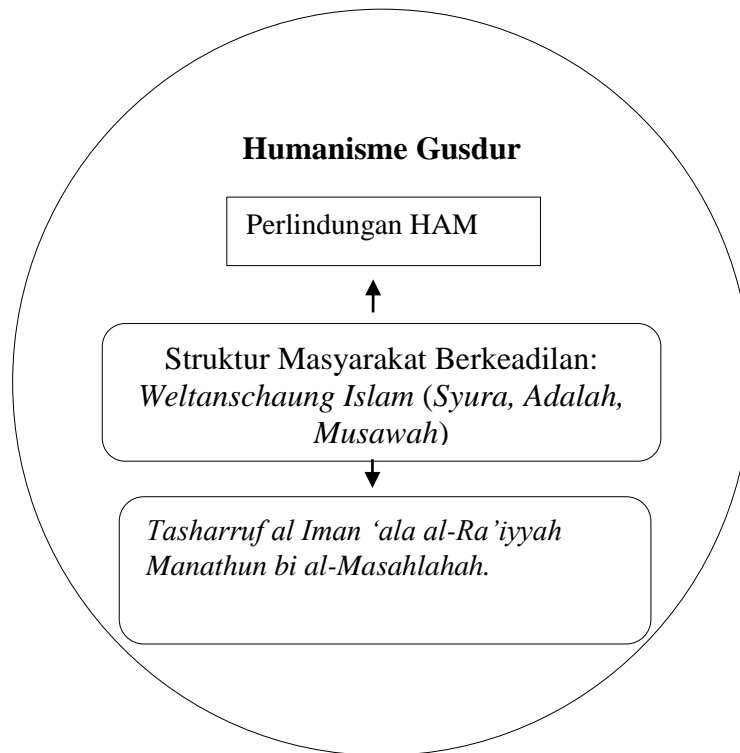 Humanisme Gusdur
Perlindungan HAM
Struktur Masyarakat Berkeadilan:
Weltanschaung Islam (Syura, Adalah,
Musawah)
Tasharruf al Iman ‘ala al-Ra’iyyah
Manathun bi al-Masahlahah.